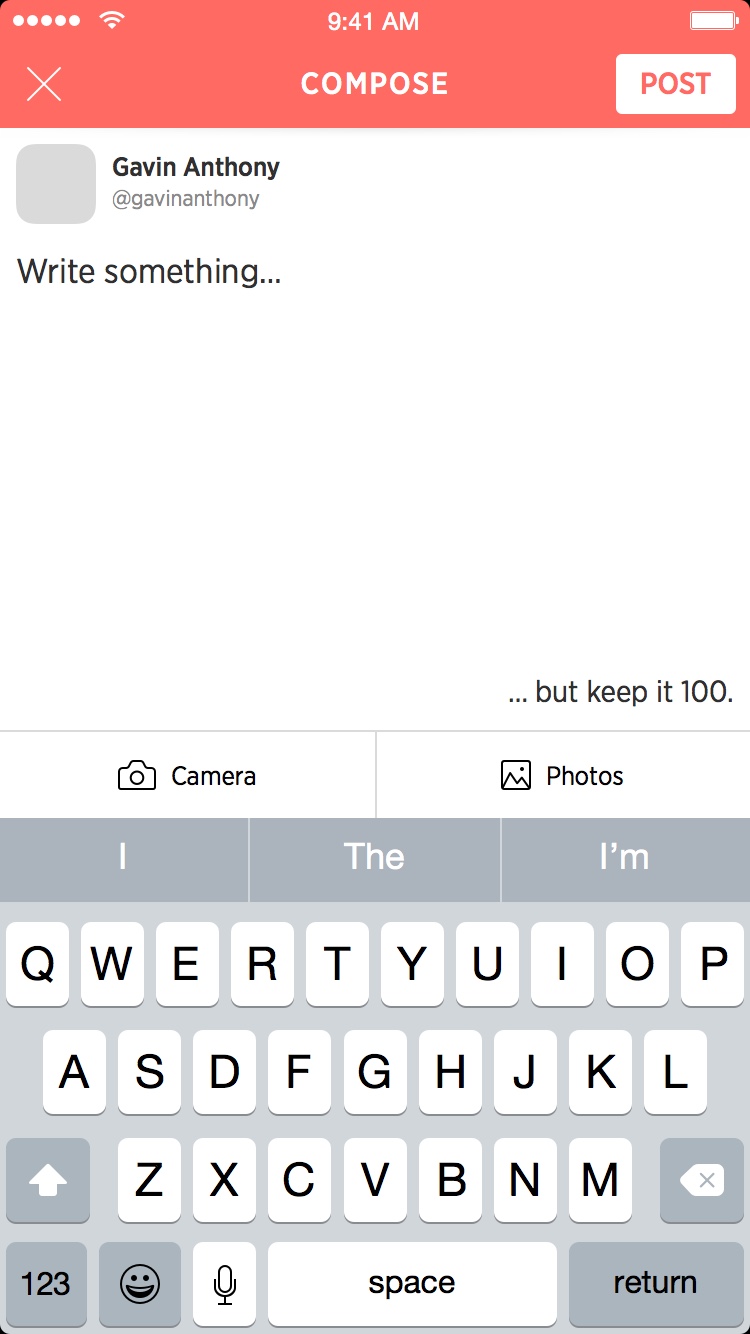 9:41 AM
COMPOSE
POST
Gavin Anthony
@gavinanthony
Write something...
... but keep it 100.
Camera
Photos
I
The
I’m
Q W E R T Y U I O P
A S D F G H J K L
Z X C V B N M
123
space
return